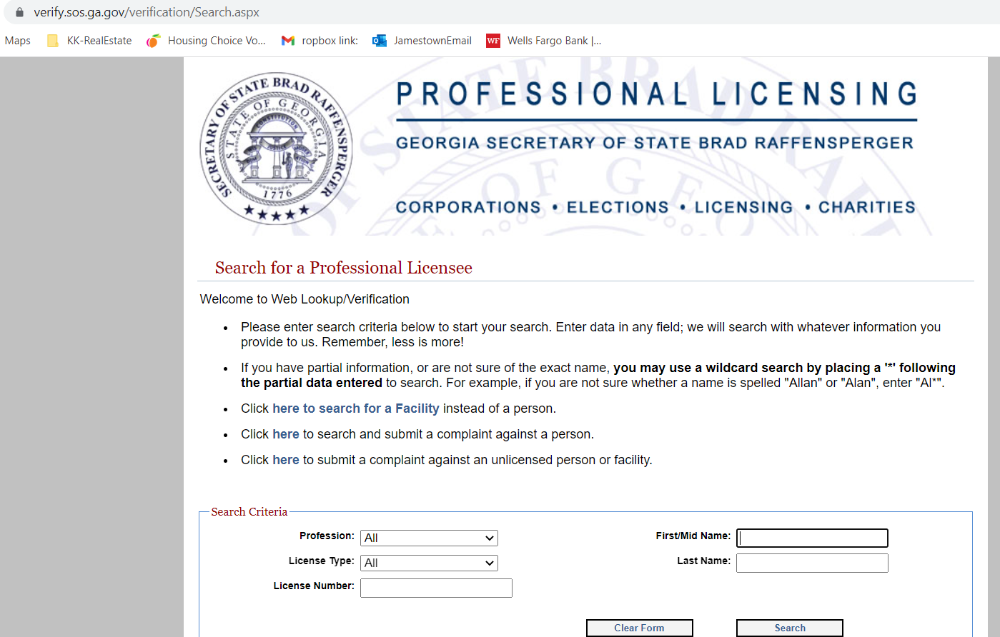 verify.sos.ga.gov/verification/Search.aspx
Maps KK-RealEstate Housing Choice Vo... ropbox link: JamestownEmail WF Wells Fargo Bank |...
SECRETARY OF STATE BRAD RAFFENSPERGER
STATE OF GEORGIA
CONSTITUTION
1776
PROFESSIONAL LICENSING
GEORGIA SECRETARY OF STATE BRAD RAFFENSPERGER
CORPORATIONS • ELECTIONS • LICENSING • CHARITIES
Search for a Professional Licensee
Welcome to Web Lookup/Verification
• Please enter search criteria below to start your search. Enter data in any field; we will search with whatever information you
provide to us. Remember, less is more!
• If you have partial information, or are not sure of the exact name, you may use a wildcard search by placing a '*' following
the partial data entered to search. For example, if you are not sure whether a name is spelled "Allan" or "Alan", enter "Al*".
• Click here to search for a Facility instead of a person.
• Click here to search and submit a complaint against a person.
• Click here to submit a complaint against an unlicensed person or facility.
Search Criteria
Profession: All First/Mid Name:
License Type: All Last Name:
License Number:
Clear Form Search